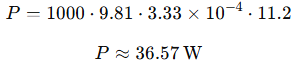 P = 1000 · 9.81 · 3.33 × 10⁻⁴ · 11.2
P ≈ 36.57 W